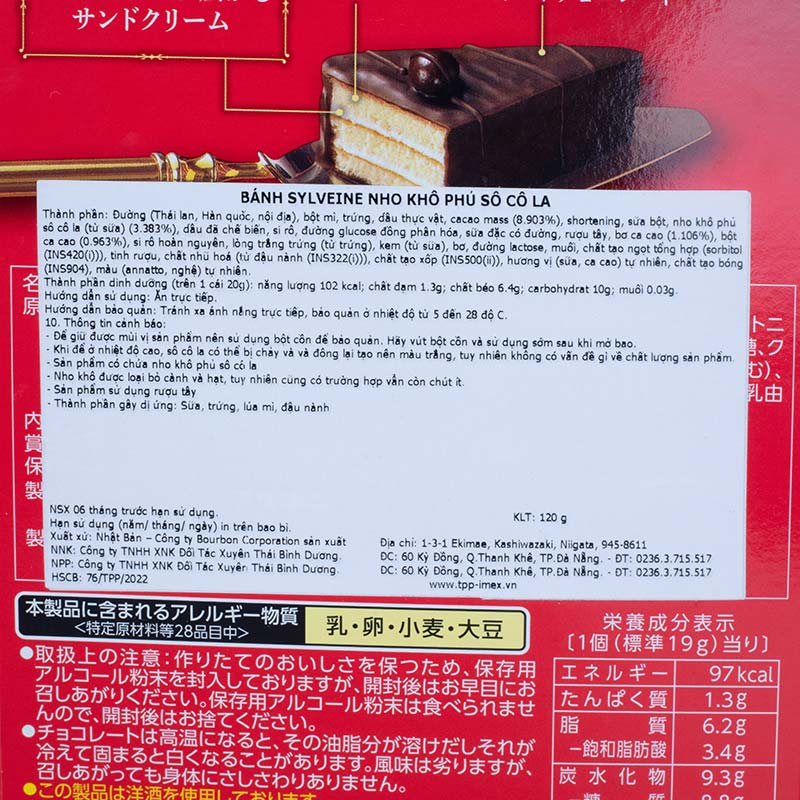 サンドクリーム
BÁNH SYLVEINE NHO KHÔ PHỦ SÔ CÔ LA
Thành phần: Đường (Thái lan, Hàn quốc, nội địa), bột mì, trứng, dầu thực vật, cacao mass (8.903%), shortening, sữa bột, nho khô phủ
sô cô la (từ sữa) (3.383%), dầu đã chế biến, si rô, đường glucose đồng phân hóa, sữa đặc có đường, rượu tây, bơ ca cao (1.106%), bột
ca cao (0.963%), si rô hoàn nguyên, lòng trắng trứng (từ trứng), kem (từ sữa), bơ, đường lactose, muối, chất tạo ngọt tổng hợp (sorbitol
(INS420(i))), tinh rượu, chất nhũ hoá (từ đậu nành (INS322(i))), chất tạo xốp (INS500(ii)), hương vị (sữa, ca cao) tự nhiên, chất tạo bóng
(INS904), màu (annatto, nghệ) tự nhiên.
Thành phần dinh dưỡng (trên 1 cái 20g): năng lượng 102 kcal; chất đạm 1.3g; chất béo 6.4g; carbohydrat 10g; muối 0.03g.
Hướng dẫn sử dụng: Ăn trực tiếp.
Hướng dẫn bảo quản: Tránh xa ánh nắng trực tiếp, bảo quản ở nhiệt độ từ 5 đến 28 độ C.
10. Thông tin cảnh báo:
- Để giữ được mùi vị sản phẩm nên sử dụng bột cồn để bảo quản. Hãy vứt bột cồn và sử dụng sớm sau khi mở bao.
- Khi để ở nhiệt độ cao, sô cô la có thể bị chảy và và đông lại tạo nên màu trắng, tuy nhiên không có vấn đề gì về chất lượng sản phẩm.
- Sản phẩm có chứa nho khô phủ sô cô la
- Nho khô được loại bỏ cành và hạt, tuy nhiên cũng có trường hợp vẫn còn chút ít.
- Sản phẩm sử dụng rượu tây
- Thành phần gây dị ứng: Sữa, trứng, lúa mì, đậu nành
NSX 06 tháng trước hạn sử dụng.
KLT: 120 g
Hạn sử dụng (năm/ tháng/ ngày) in trên bao bì.
Xuất xứ: Nhật Bản – Công ty Bourbon Corporation sản xuất
Địa chỉ: 1-3-1 Ekimae, Kashiwazaki, Niigata, 945-8611
NNK: Công ty TNHH XNK Đối Tác Xuyên Thái Bình Dương.
DC: 60 Kỳ Đồng, Q.Thanh Khê, TP.Đà Nẵng. - ĐT: 0236.3.715.517
NPP: Công ty TNHH XNK Đối Tác Xuyên Thái Bình Dương.
DC: 60 Kỳ Đồng, Q.Thanh Khê, TP.Đà Nẵng. - ĐT: 0236.3.715.517
HSCB: 76/TPP/2022
www.tpp-imex.vn
名
原
トニ
糖、ク
む)、
乳由
内
賞
保
製
製
本製品に含まれるアレルギー物質
<特定原材料等28品目中>
乳・卵・小麦・大豆
●取扱上の注意:作りたてのおいしさを保つため、保存用
アルコール粉末を封入しておりますが、開封後はお早目にお
召しあがりください。保存用アルコール粉末は食べられませ
んので、開封後はお捨てください。
●チョコレートは高温になると、その油脂分が溶けだしそれが
冷えて固まると白くなることがあります。風味は劣りますが、
召しあがっても身体にさしさわりありません。
●この製品は洋酒を使用しております
栄養成分表示
〔1個(標準19g)当り〕
エネルギー 97kcal
たんぱく質 1.3g
脂質 6.2g
―飽和脂肪酸 3.4g
炭水化物 9.3g